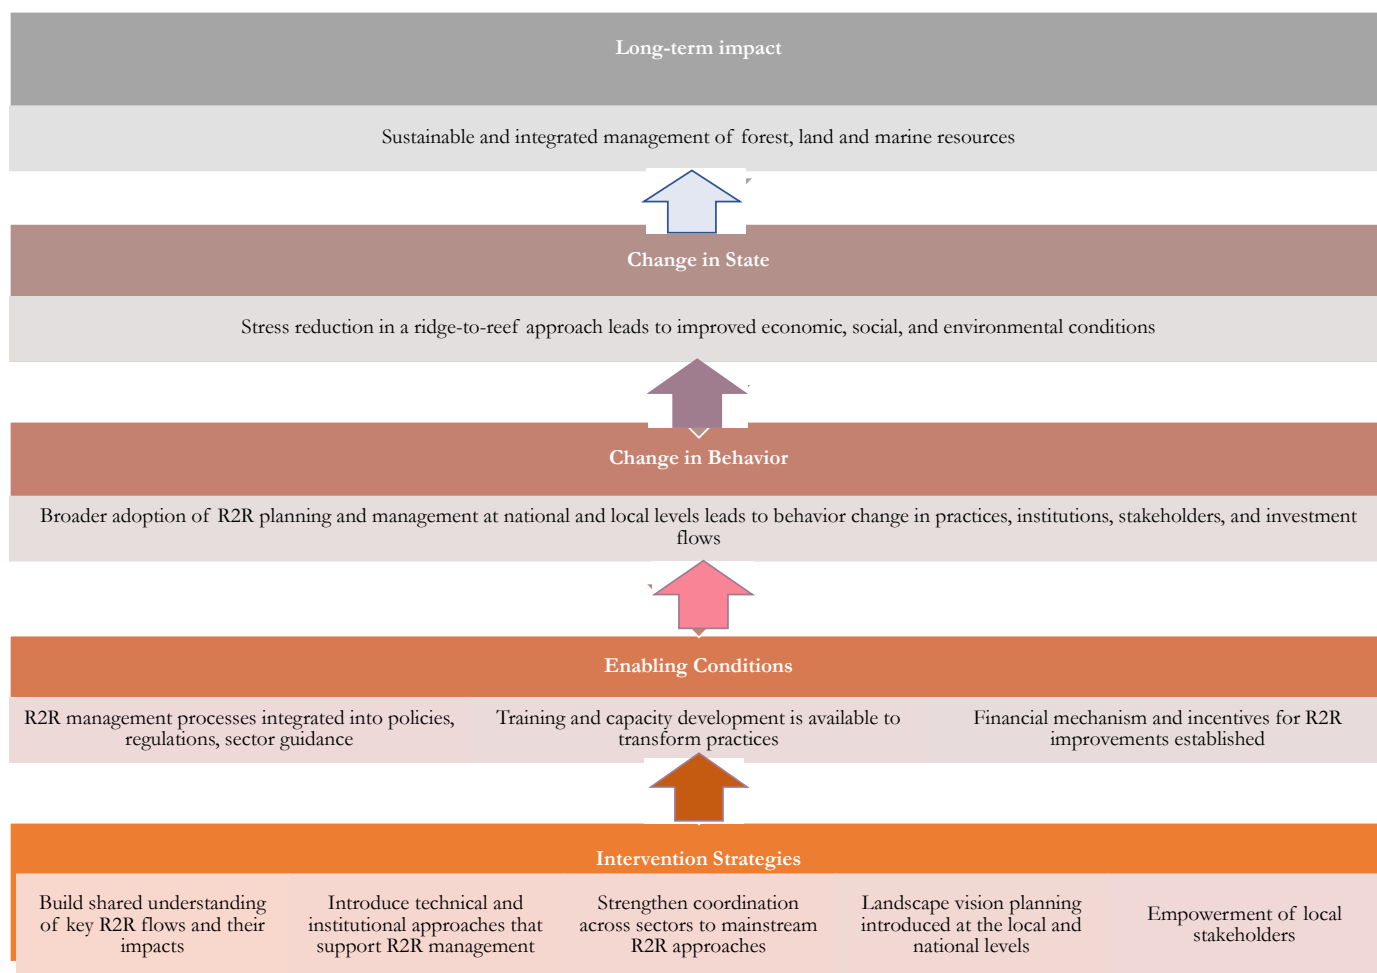 Long-term impact
Sustainable and integrated management of forest, land and marine resources
Change in State
Stress reduction in a ridge-to-reef approach leads to improved economic, social, and environmental conditions
Change in Behavior
Broader adoption of R2R planning and management at national and local levels leads to behavior change in practices, institutions, stakeholders, and investment
flows
Enabling Conditions
R2R management processes integrated into policies,
regulations, sector guidance
Training and capacity development is available to
transform practices
Financial mechanism and incentives for R2R
improvements established
Intervention Strategies
Build shared understanding
of key R2R flows and their
impacts
Introduce technical and
institutional approaches that
support R2R management
Strengthen coordination
across sectors to mainstream
R2R approaches
Landscape vision planning
introduced at the local and
national levels
Empowerment of local
stakeholders